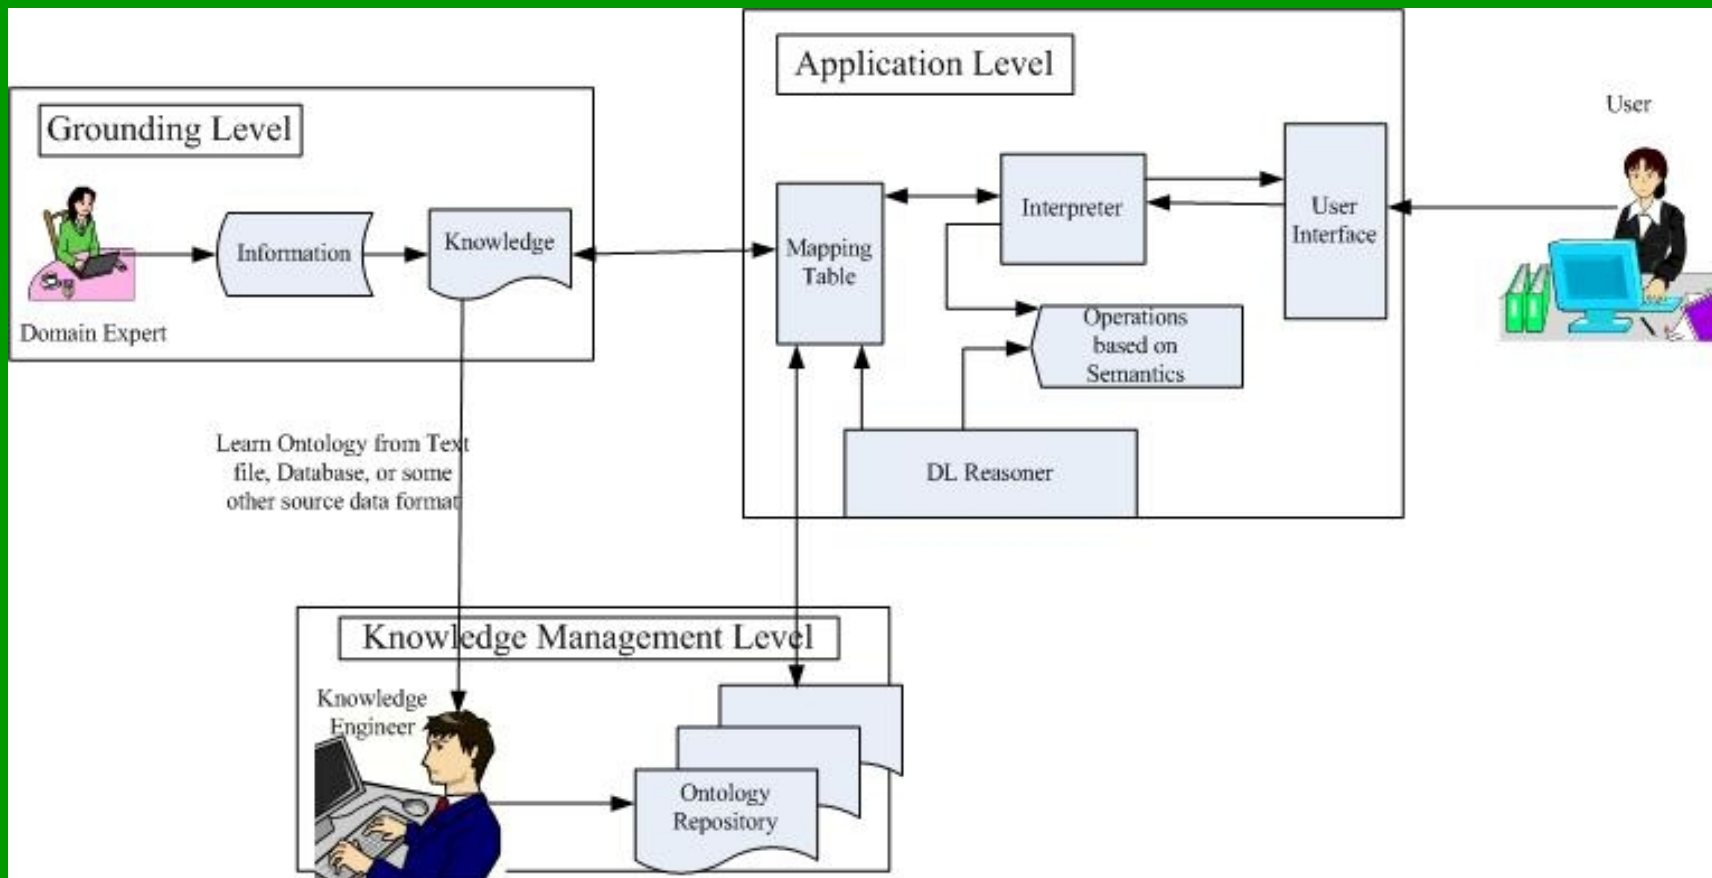 Application Level
Grounding Level
User
Domain Expert
Information
Knowledge
Mapping
Table
Interpreter
User
Interface
Operations
based on
Semantics
DL Reasoner
Learn Ontology from Text
file, Database, or some
other source data format
Knowledge Management Level
Knowledge
Engineer
Ontology
Repository